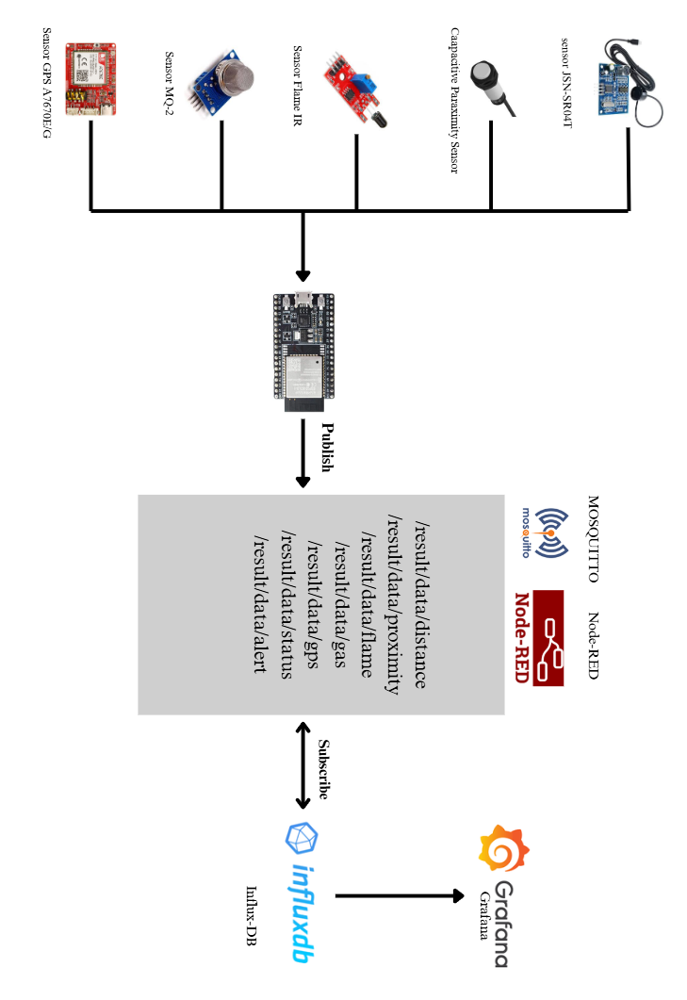 sensor JSN-SR04T
Caapacitive Paraximity Sensor
Sensor Flame IR
Sensor MQ-2
Sensor GPS A7670E/G
Publish
MOSQUITTO
mosquitto
Node-RED
Node-RED
/result/data/distance
/result/data/proximity
/result/data/flame
/result/data/gas
/result/data/gps
/result/data/status
/result/data/alert
Subscribe
influxdb
Influx-DB
Grafana
Grafana